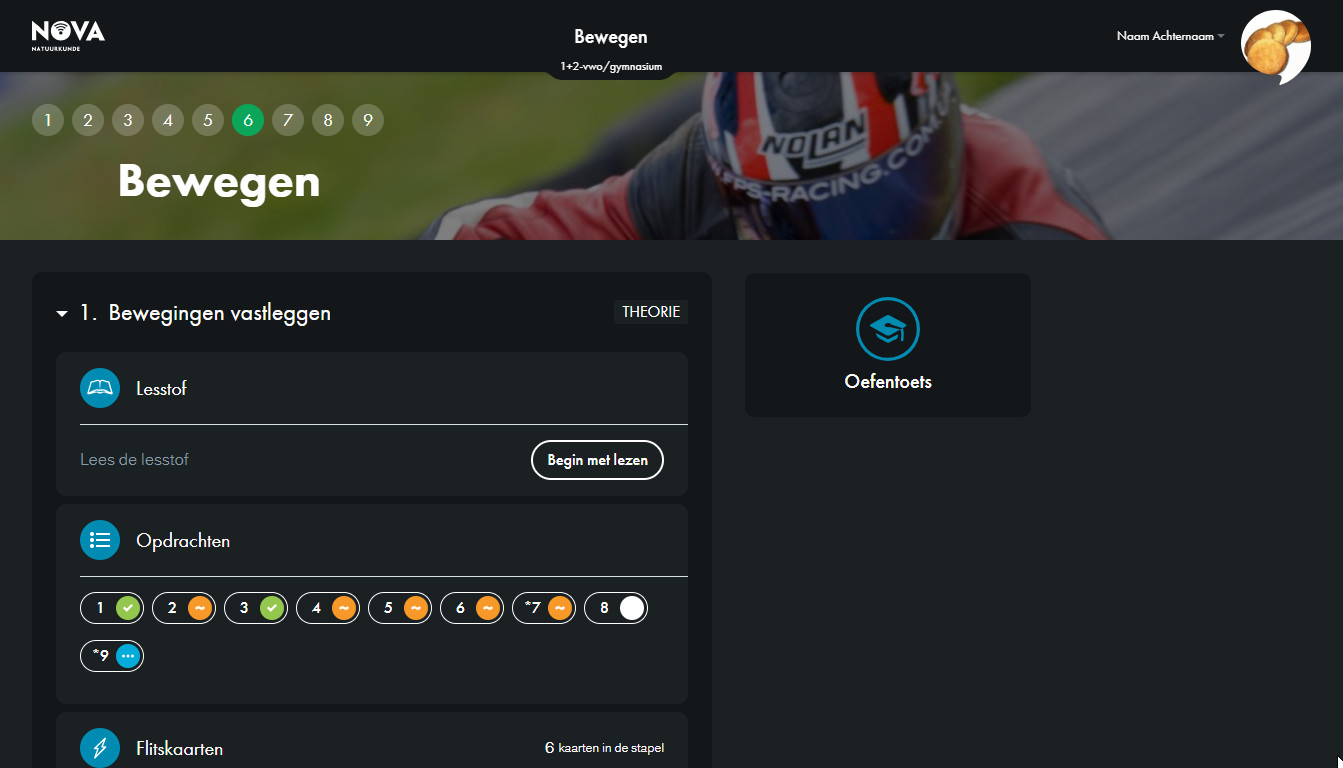 NOVA
NATUURKUNDE
Bewegen
1+2-vwo/gymnasium
Naam Achternaam
1 2 3 4 5 6 7 8 9
Bewegen
NOLAN
PS-RACING.CO
1. Bewegingen vastleggen
THEORIE
Lesstof
Lees de lesstof
Begin met lezen
Opdrachten
1 2 3 4 5 6 *7 8
*9
Flitskaarten
6 kaarten in de stapel
Oefentoets